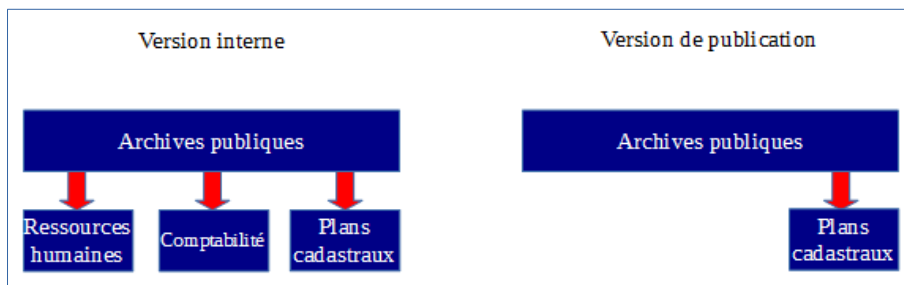 Version interne
Version de publication
Archives publiques
Archives publiques
Ressources
humaines
Comptabilité
Plans
cadastraux
Plans
cadastraux